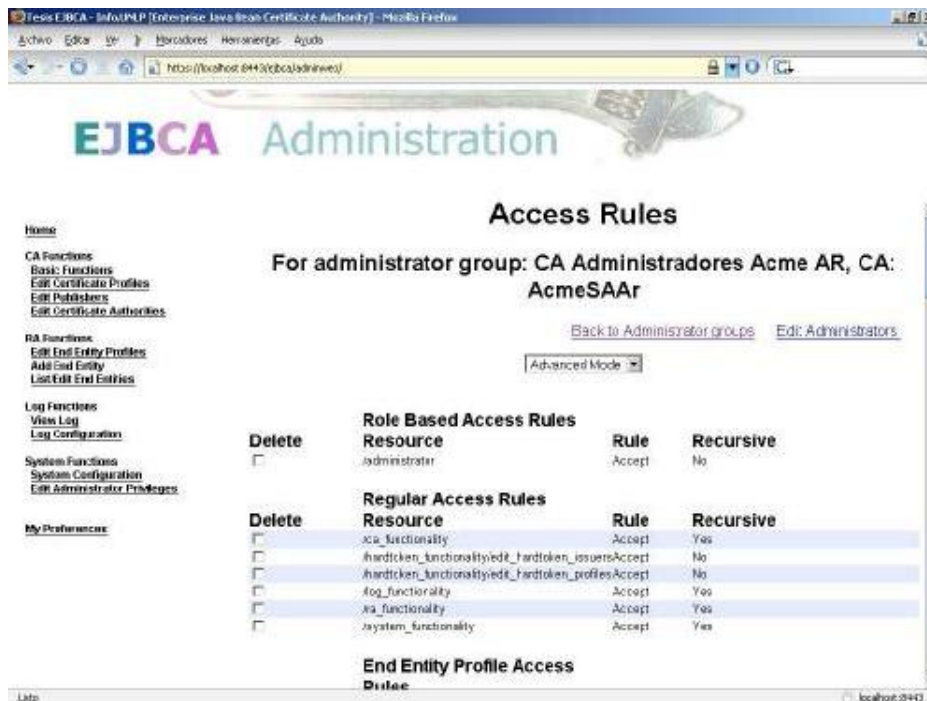 Tesis EJBCA - Info.UNLP [Enterprise Java Bean Certificate Authority] - Mozilla Firefox
Archivo Editar Ver Marcadores Herramientas Ayuda
https://localhost:8443/ejbca/adminweb/
EJBCA Administration
Access Rules
For administrator group: CA Administradores Acme AR, CA:
AcmeSAAr
Back to Administrator groups Edit Administrators
Advanced Mode
Home
CA Functions
Basic Functions
Edit Certificate Profiles
Edit Publishers
Edit Certificate Authorities
RA Functions
Edit End Entity Profiles
Add End Entity
List/Edit End Entities
Log Functions
View Log
Log Configuration
System Functions
System Configuration
Edit Administrator Privileges
My Preferences
Role Based Access Rules
Delete Resource Rule Recursive
/administrator Accept No
Regular Access Rules
Delete Resource Rule Recursive
/ca_functionality Accept Yes
/hardtoken_functionality/edit_hardtoken_issuers Accept No
/hardtoken_functionality/edit_hardtoken_profiles Accept No
/log_functionality Accept Yes
/ra_functionality Accept Yes
/system_functionality Accept Yes
End Entity Profile Access
Rules
Listo localhost:8443